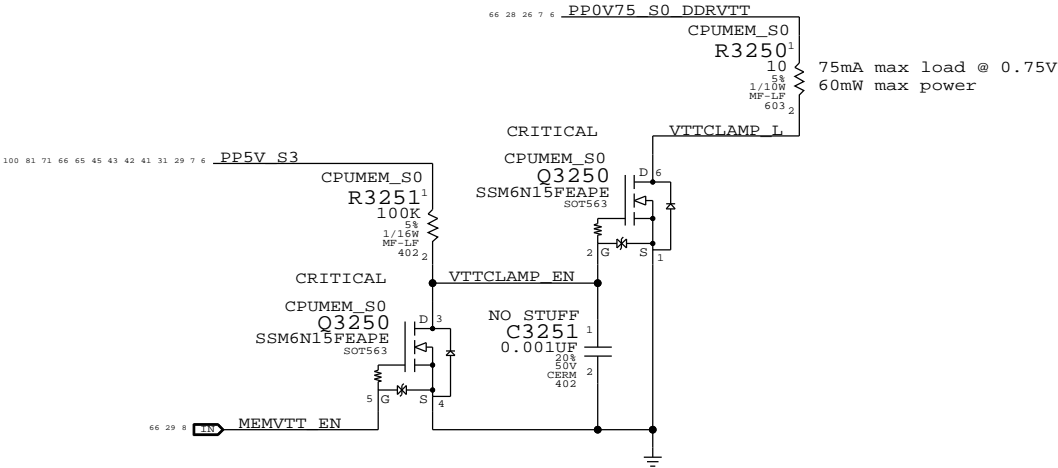 66 28 26 7 6 PP0V75_S0_DDRVTT
CPUMEM_S0
R3250 1
10
5%
1/10W
MF-LF
603 2
75mA max load @ 0.75V
60mW max power
CRITICAL
VTTCLAMP_L
100 81 71 66 65 45 43 42 41 31 29 7 6 PP5V_S3
CPUMEM_S0
Q3250
SSM6N15FEAPE
SOT563
D 6
2 G S 1
CPUMEM_S0
R3251 1
100K
5%
1/16W
MF-LF
402 2
VTTCLAMP_EN
CRITICAL
CPUMEM_S0
Q3250
SSM6N15FEAPE
SOT563
D 3
5 G S 4
NO STUFF
C3251 1
0.001UF
20%
50V
CERM
402
2
66 29 8 IN MEMVTT_EN